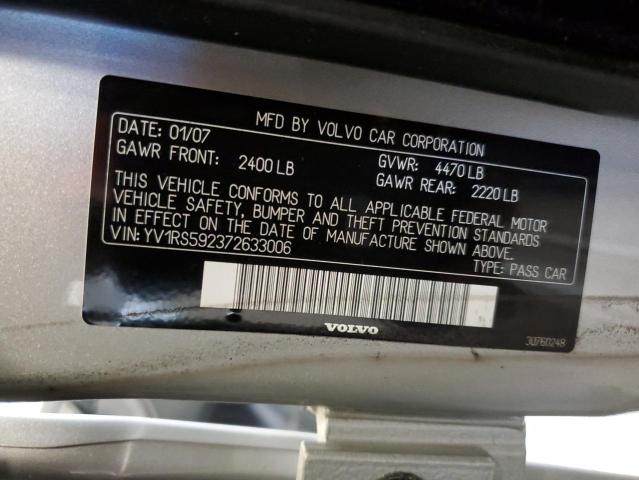 MFD BY VOLVO CAR CORPORATION
DATE: 01/07 GVWR: 4470 LB
GAWR FRONT: 2400 LB GAWR REAR: 2220 LB
THIS VEHICLE CONFORMS TO ALL APPLICABLE FEDERAL MOTOR
VEHICLE SAFETY, BUMPER AND THEFT PREVENTION STANDARDS
IN EFFECT ON THE DATE OF MANUFACTURE SHOWN ABOVE.
VIN: YV1RS592372633006 TYPE: PASS CAR
VOLVO
30760248